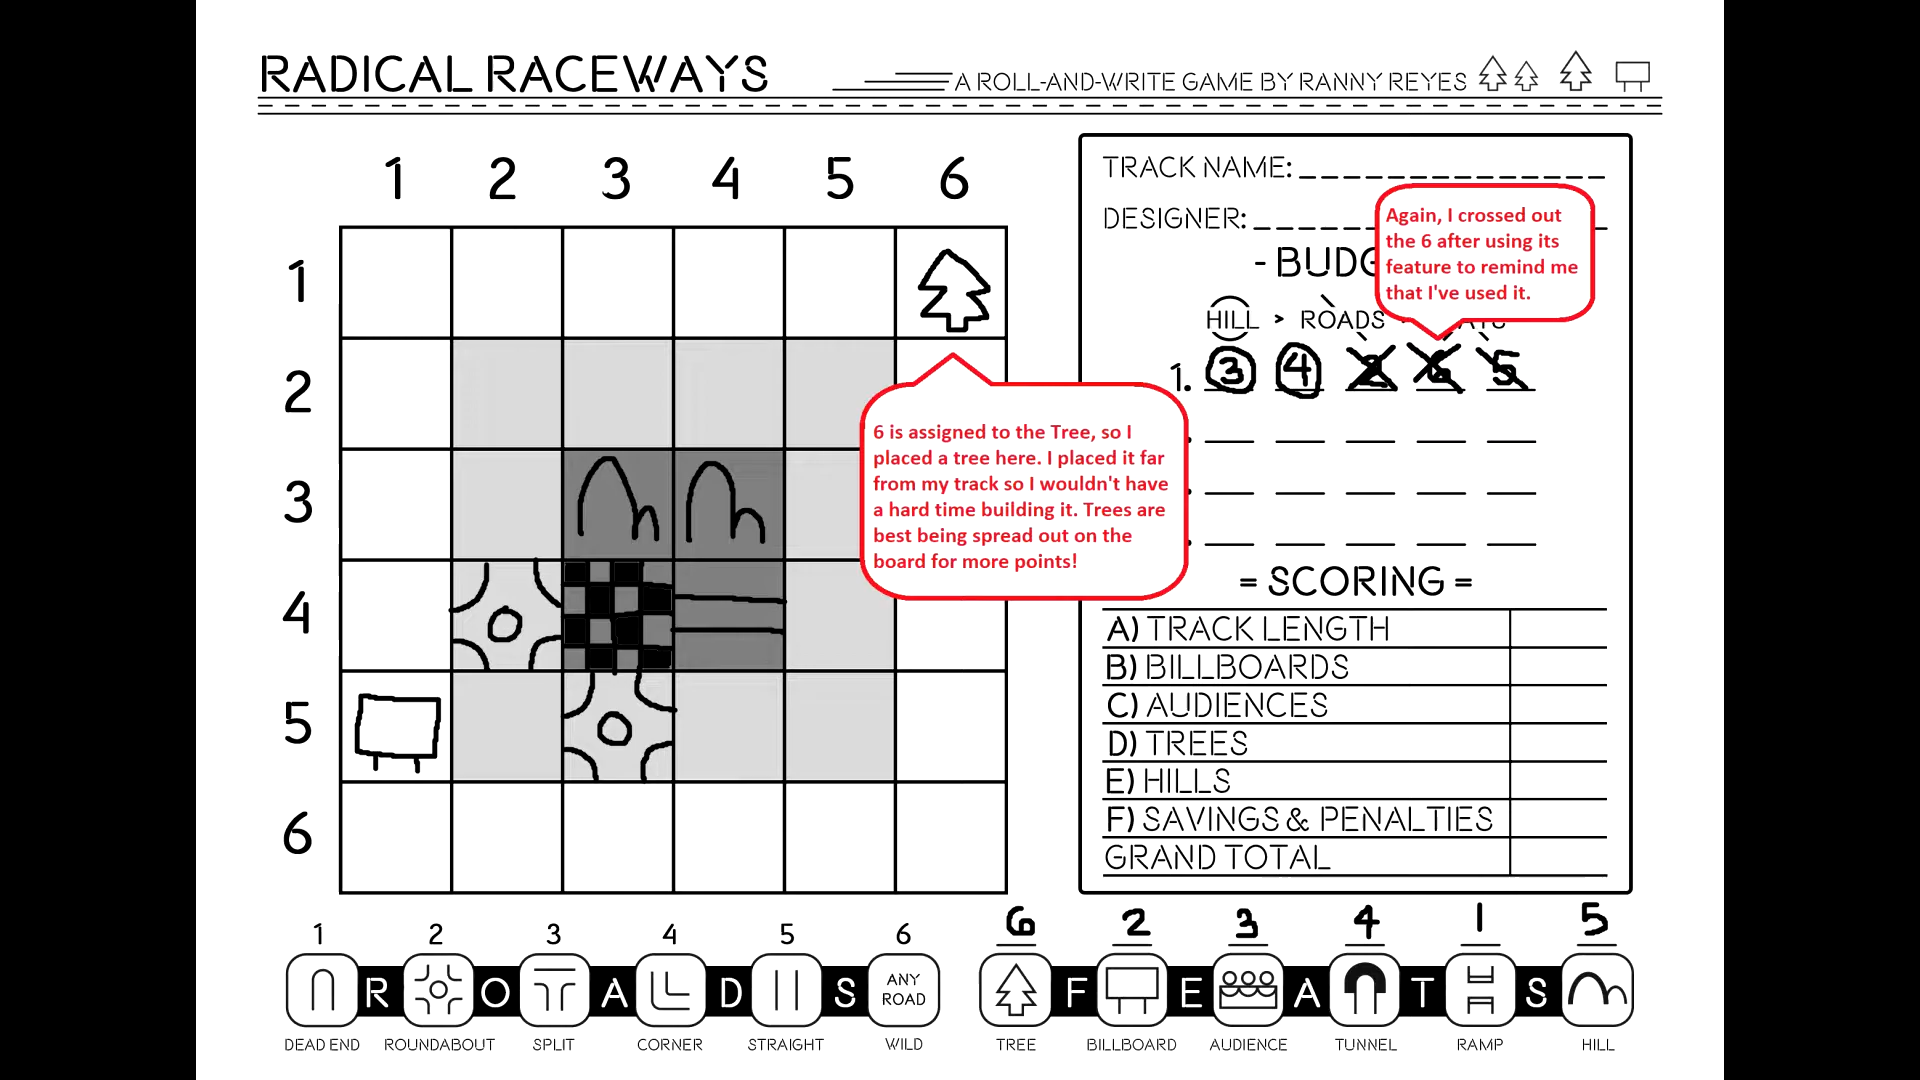 RADICAL RACEWAYS
A ROLL-AND-WRITE GAME BY RANNY REYES
1 2 3 4 5 6
1
2
3
4
5
6
TRACK NAME:
DESIGNER:
Again, I crossed out
the 6 after using its
feature to remind me
that I've used it.
HILL > ROADS
1. 3 4 2 6 5
6 is assigned to the Tree, so I
placed a tree here. I placed it far
from my track so I wouldn't have
a hard time building it. Trees are
best being spread out on the
board for more points!
= SCORING =
A) TRACK LENGTH
B) BILLBOARDS
C) AUDIENCES
D) TREES
E) HILLS
F) SAVINGS & PENALTIES
GRAND TOTAL
1 2 3 4 5 6
R O A D S
ANY
ROAD
DEAD END ROUNDABOUT SPLIT CORNER STRAIGHT WILD
6 2 3 4 1 5
F E A T S
TREE BILLBOARD AUDIENCE TUNNEL RAMP HILL